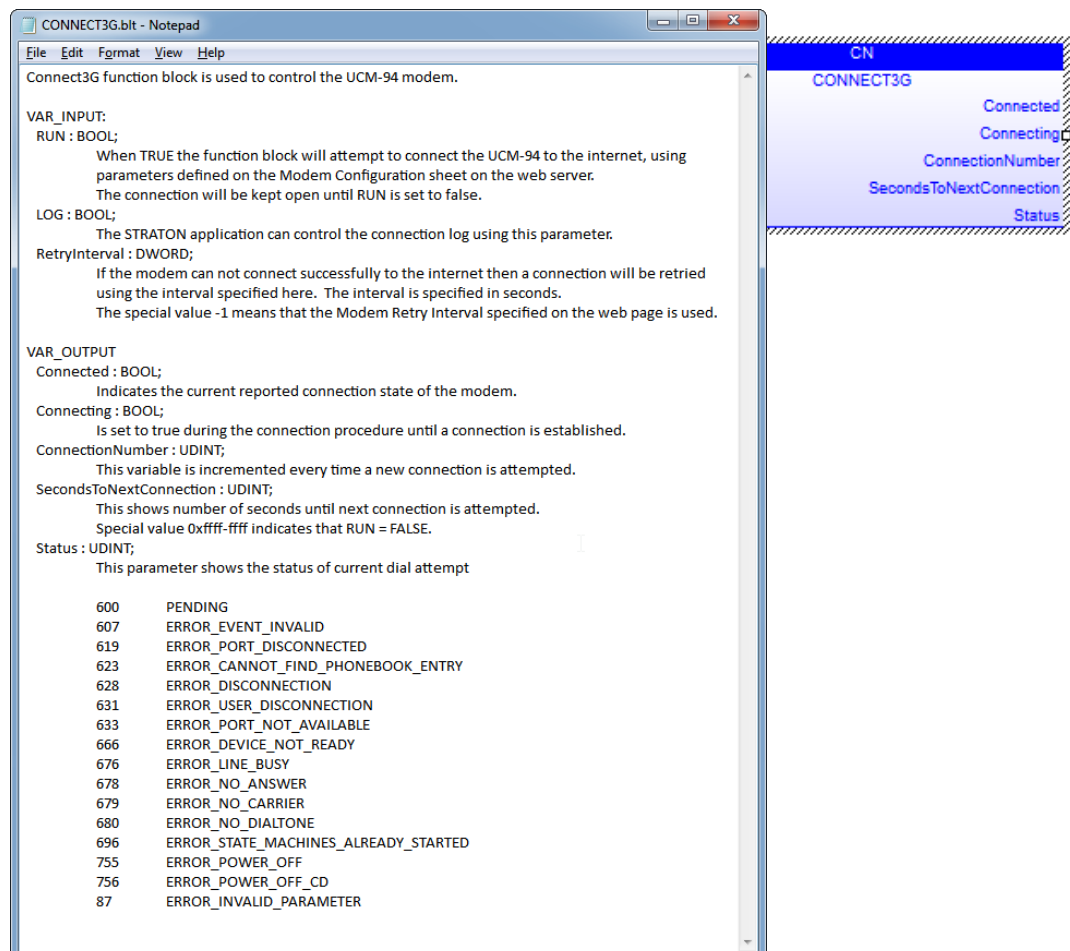 CONNECT3G.blt - Notepad
File Edit Format View Help
Connect3G function block is used to control the UCM-94 modem.
VAR_INPUT:
RUN : BOOL;
When TRUE the function block will attempt to connect the UCM-94 to the internet, using
parameters defined on the Modem Configuration sheet on the web server.
The connection will be kept open until RUN is set to false.
LOG : BOOL;
The STRATON application can control the connection log using this parameter.
RetryInterval : DWORD;
If the modem can not connect successfully to the internet then a connection will be retried
using the interval specified here.  The interval is specified in seconds.
The special value -1 means that the Modem Retry Interval specified on the web page is used.
VAR_OUTPUT
Connected : BOOL;
Indicates the current reported connection state of the modem.
Connecting : BOOL;
Is set to true during the connection procedure until a connection is established.
ConnectionNumber : UDINT;
This variable is incremented every time a new connection is attempted.
SecondsToNextConnection : UDINT;
This shows number of seconds until next connection is attempted.
Special value 0xffff-ffff indicates that RUN = FALSE.
Status : UDINT;
This parameter shows the status of current dial attempt
600 PENDING
607 ERROR_EVENT_INVALID
619 ERROR_PORT_DISCONNECTED
623 ERROR_CANNOT_FIND_PHONEBOOK_ENTRY
628 ERROR_DISCONNECTION
631 ERROR_USER_DISCONNECTION
633 ERROR_PORT_NOT_AVAILABLE
666 ERROR_DEVICE_NOT_READY
676 ERROR_LINE_BUSY
678 ERROR_NO_ANSWER
679 ERROR_NO_CARRIER
680 ERROR_NO_DIALTONE
696 ERROR_STATE_MACHINES_ALREADY_STARTED
755 ERROR_POWER_OFF
756 ERROR_POWER_OFF_CD
87 ERROR_INVALID_PARAMETER
CN
CONNECT3G
Connected
Connecting
ConnectionNumber
SecondsToNextConnection
Status